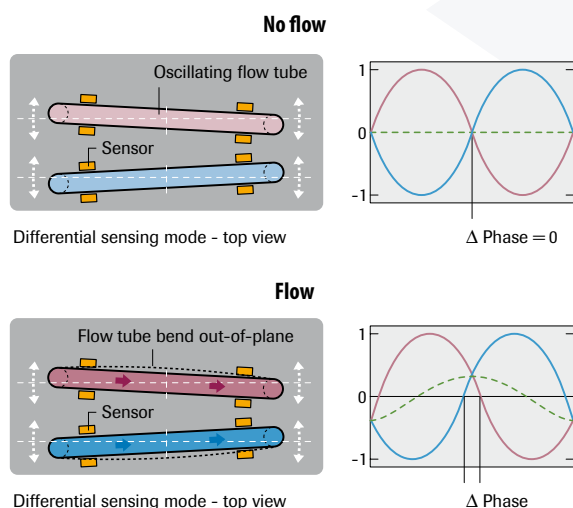 No flow
Oscillating flow tube
Sensor
Differential sensing mode - top view
1
0
-1
Δ Phase = 0
Flow
Flow tube bend out-of-plane
Sensor
Differential sensing mode - top view
1
0
-1
Δ Phase